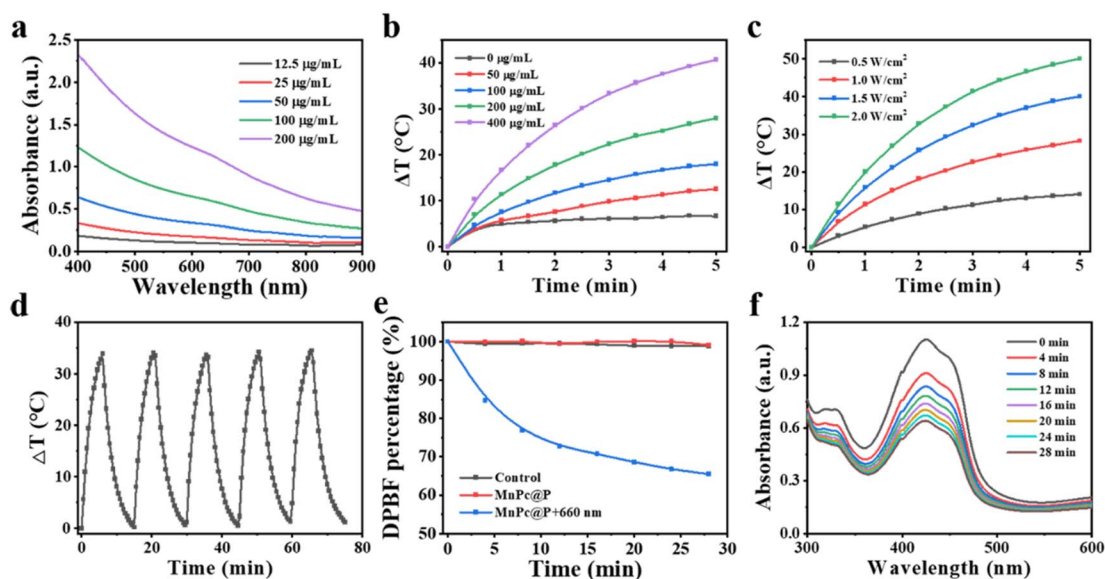 a
Absorbance (a.u.)
2.5
2.0
1.5
1.0
0.5
0.0
400 500 600 700 800 900
Wavelength (nm)
12.5 μg/mL
25 μg/mL
50 μg/mL
100 μg/mL
200 μg/mL
b
ΔT (°C)
40
30
20
10
0
0 1 2 3 4 5
Time (min)
0 μg/mL
50 μg/mL
100 μg/mL
200 μg/mL
400 μg/mL
c
ΔT (°C)
50
40
30
20
10
0
0 1 2 3 4 5
Time (min)
0.5 W/cm²
1.0 W/cm²
1.5 W/cm²
2.0 W/cm²
d
△T (°C)
40
30
20
10
0
0 20 40 60 80
Time (min)
e
DPBF percentage (%)
100
90
80
70
60
50
0 5 10 15 20 25 30
Time (min)
Control
MnPc@P
MnPc@P+660 nm
f
Absorbance (a.u.)
1.2
0.9
0.6
0.3
0.0
300 400 500 600
Wavelength (nm)
0 min
4 min
8 min
12 min
16 min
20 min
24 min
28 min